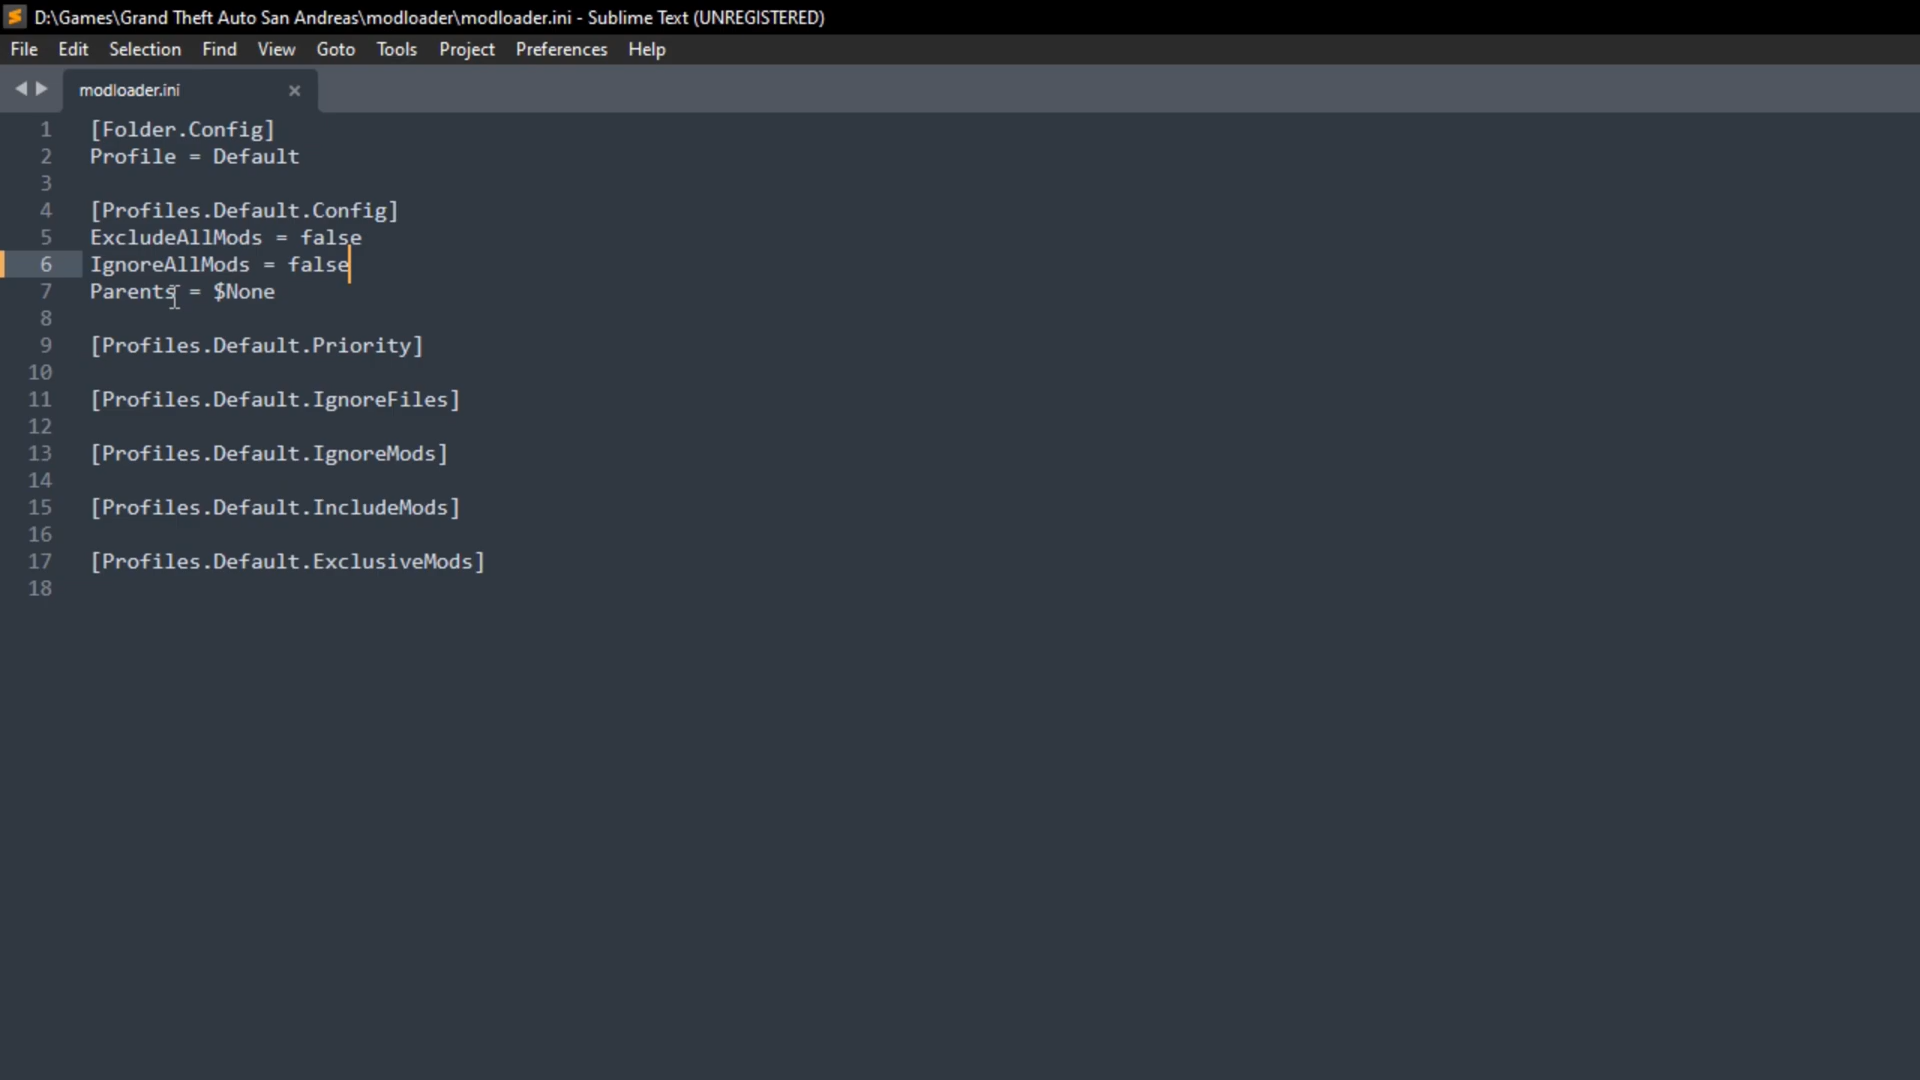 D:\Games\Grand Theft Auto San Andreas\modloader\modloader.ini - Sublime Text (UNREGISTERED)
File Edit Selection Find View Goto Tools Project Preferences Help
modloader.ini ×
1 [Folder.Config]
2 Profile = Default
3
4 [Profiles.Default.Config]
5 ExcludeAllMods = false
6 IgnoreAllMods = false
7 Parents = $None
8
9 [Profiles.Default.Priority]
10
11 [Profiles.Default.IgnoreFiles]
12
13 [Profiles.Default.IgnoreMods]
14
15 [Profiles.Default.IncludeMods]
16
17 [Profiles.Default.ExclusiveMods]
18